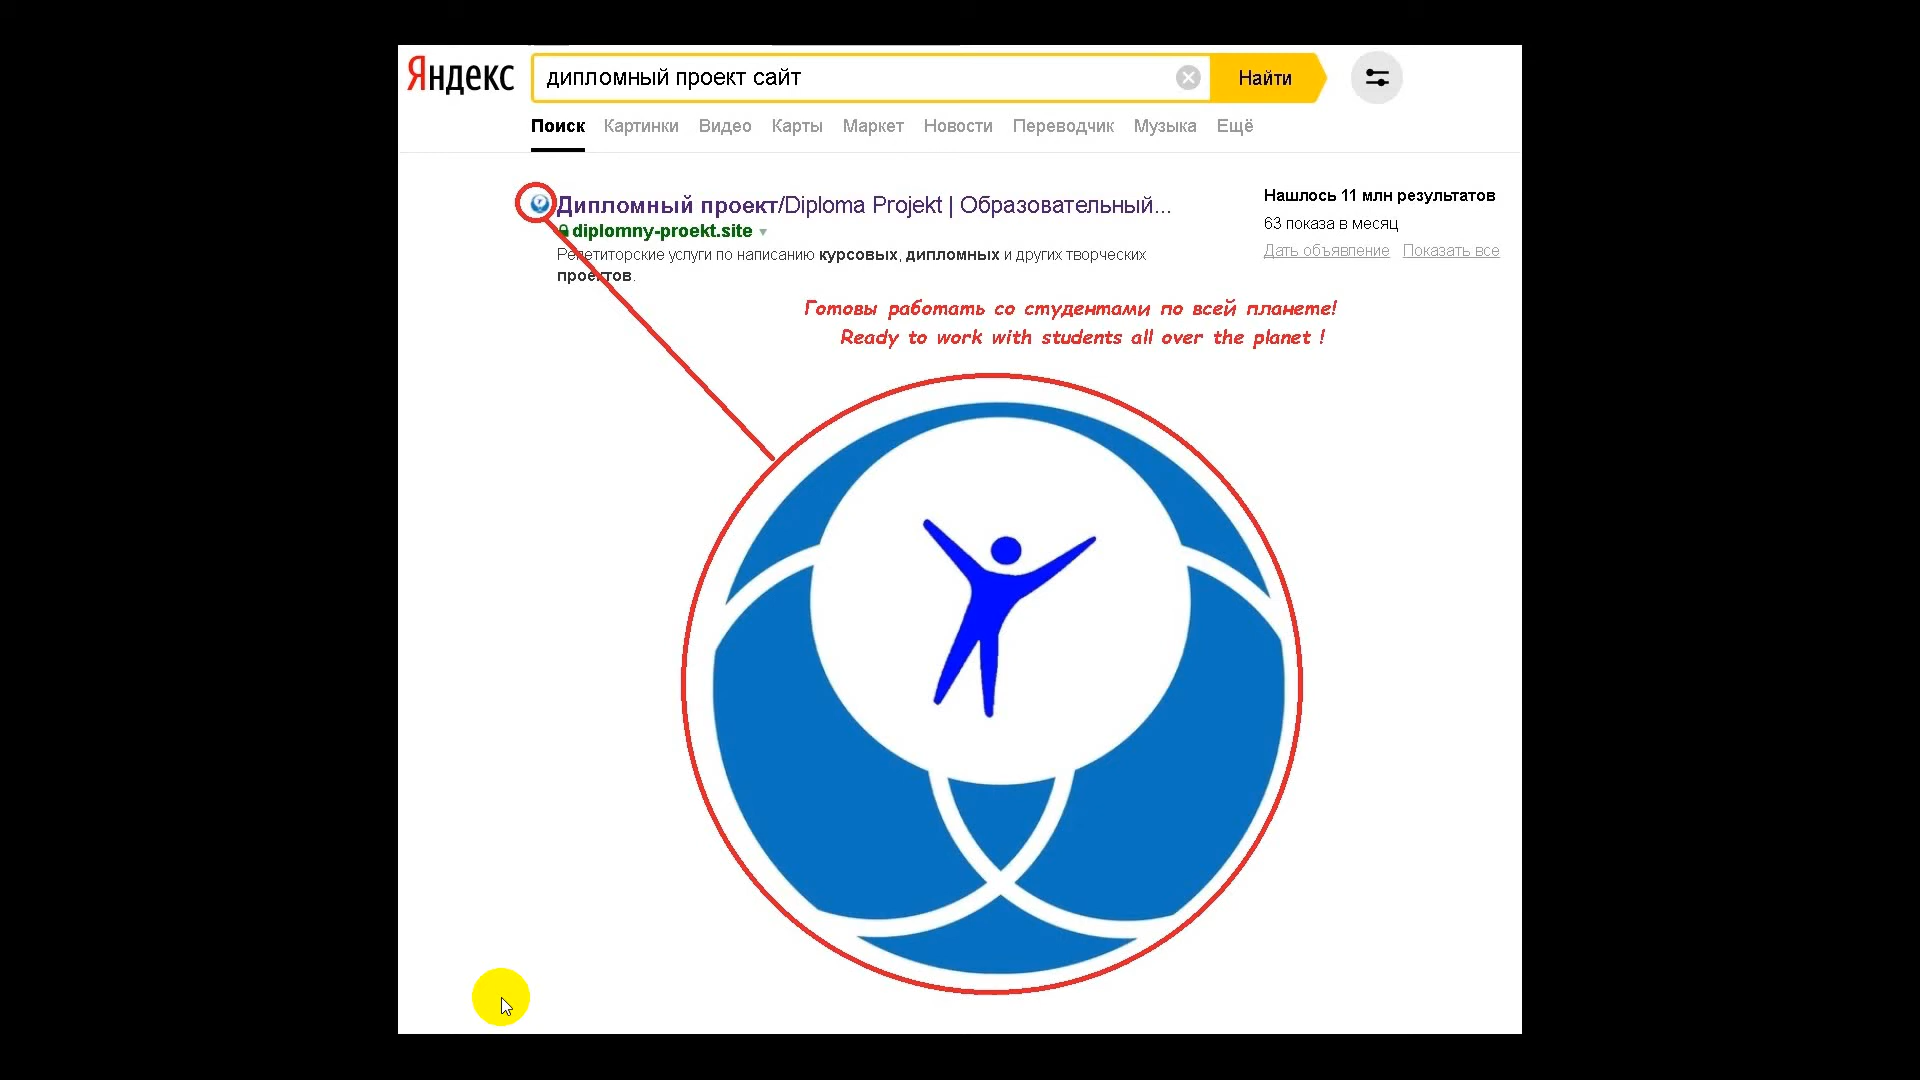 Яндекс
дипломный проект сайт
Найти
Поиск Картинки Видео Карты Маркет Новости Переводчик Музыка Ещё
Дипломный проект/Diploma Projekt | Образовательный...
diplomny-proekt.site
Репетиторские услуги по написанию курсовых, дипломных и других творческих
проектов.
Нашлось 11 млн результатов
63 показа в месяц
Дать объявление Показать все
Готовы работать со студентами по всей планете!
Ready to work with students all over the planet !